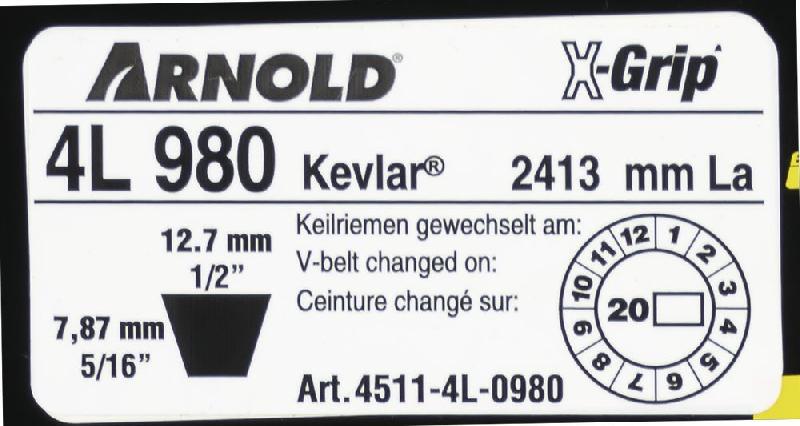 ARNOLD® X-Grip
4L 980 Kevlar® 2413 mm La
12.7 mm
1/2”
7,87 mm
5/16”
Keilriemen gewechselt am:
V-belt changed on:
Ceinture changé sur:
1 2 3 4 5 6 7 8 9 10 11 12
20
Art.4511-4L-0980